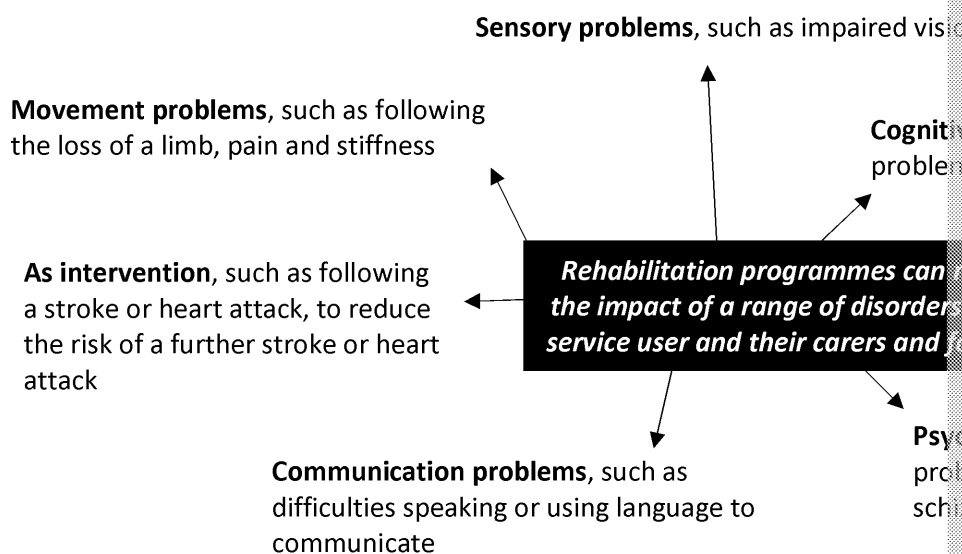 Sensory problems, such as impaired
Movement problems, such as following
the loss of a limb, pain and stiffness
As intervention, such as following
a stroke or heart attack, to reduce
the risk of a further stroke or heart
attack
Rehabilitation programmes can
the impact of a range of disorders
service user and their carers and
Communication problems, such as
difficulties speaking or using language to
communicate